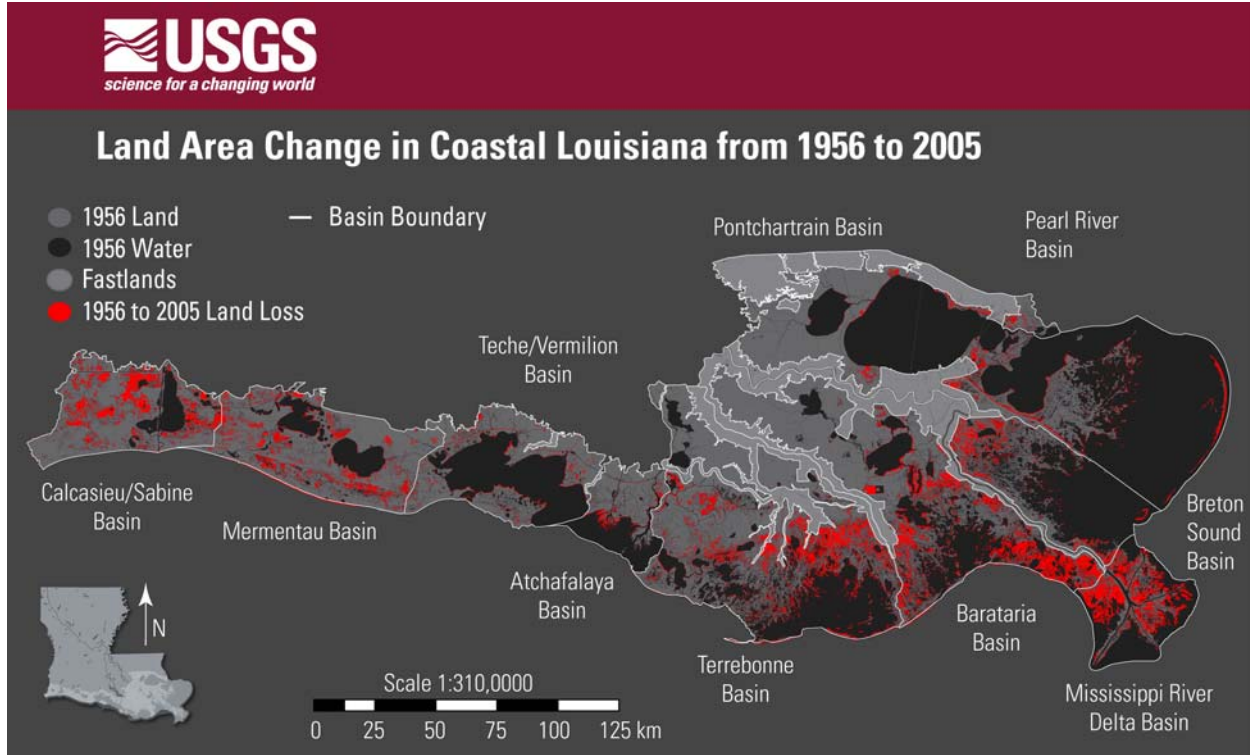 USGS
science for a changing world
Land Area Change in Coastal Louisiana from 1956 to 2005
1956 Land
1956 Water
Fastlands
1956 to 2005 Land Loss
Basin Boundary
Pontchartrain Basin
Pearl River
Basin
Teche/Vermilion
Basin
Calcasieu/Sabine
Basin
Mermentau Basin
Atchafalaya
Basin
Terrebonne
Basin
Barataria
Basin
Breton
Sound
Basin
Mississippi River
Delta Basin
N
Scale 1:310,0000
0 25 50 75 100 125 km